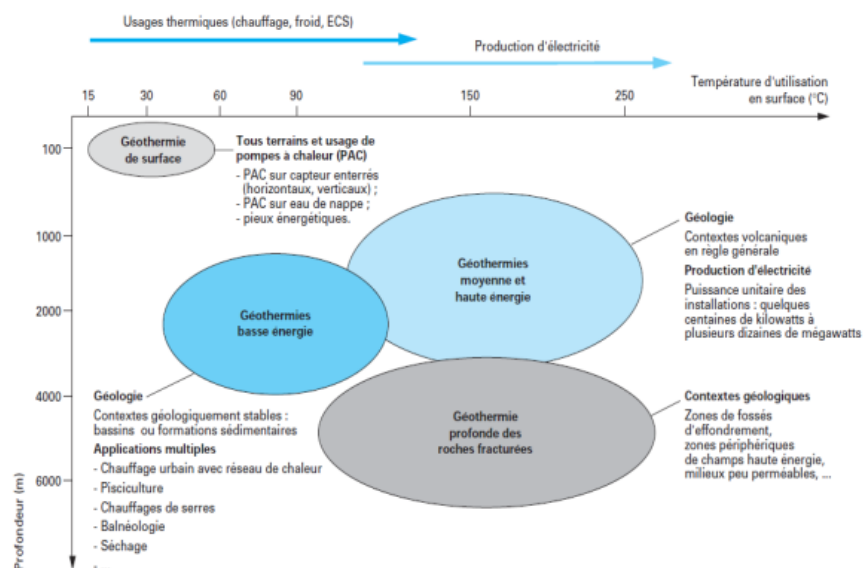 Usages thermiques (chauffage, froid, ECS)
Production d'électricité
Température d'utilisation
en surface (°C)
15 30 60 90 150 250
100
1000
2000
4000
6000
Profondeur (m)
Géothermie
de surface
Tous terrains et usage de
pompes à chaleur (PAC)
- PAC sur capteur enterrés
(horizontaux, verticaux) ;
- PAC sur eau de nappe ;
- pieux énergétiques.
Géothermies
moyenne et
haute énergie
Géologie
Contextes volcaniques
en règle générale
Production d'électricité
Puissance unitaire des
installations : quelques
centaines de kilowatts à
plusieurs dizaines de mégawatts
Géothermies
basse énergie
Géologie
Contextes géologiquement stables :
bassins ou formations sédimentaires
Applications multiples
- Chauffage urbain avec réseau de chaleur
- Pisciculture
- Chauffages de serres
- Balnéologie
- Séchage
- ...
Géothermie
profonde des
roches fracturées
Contextes géologiques
Zones de fossés
d'effondrement,
zones périphériques
de champs haute énergie,
milieux peu perméables, ...